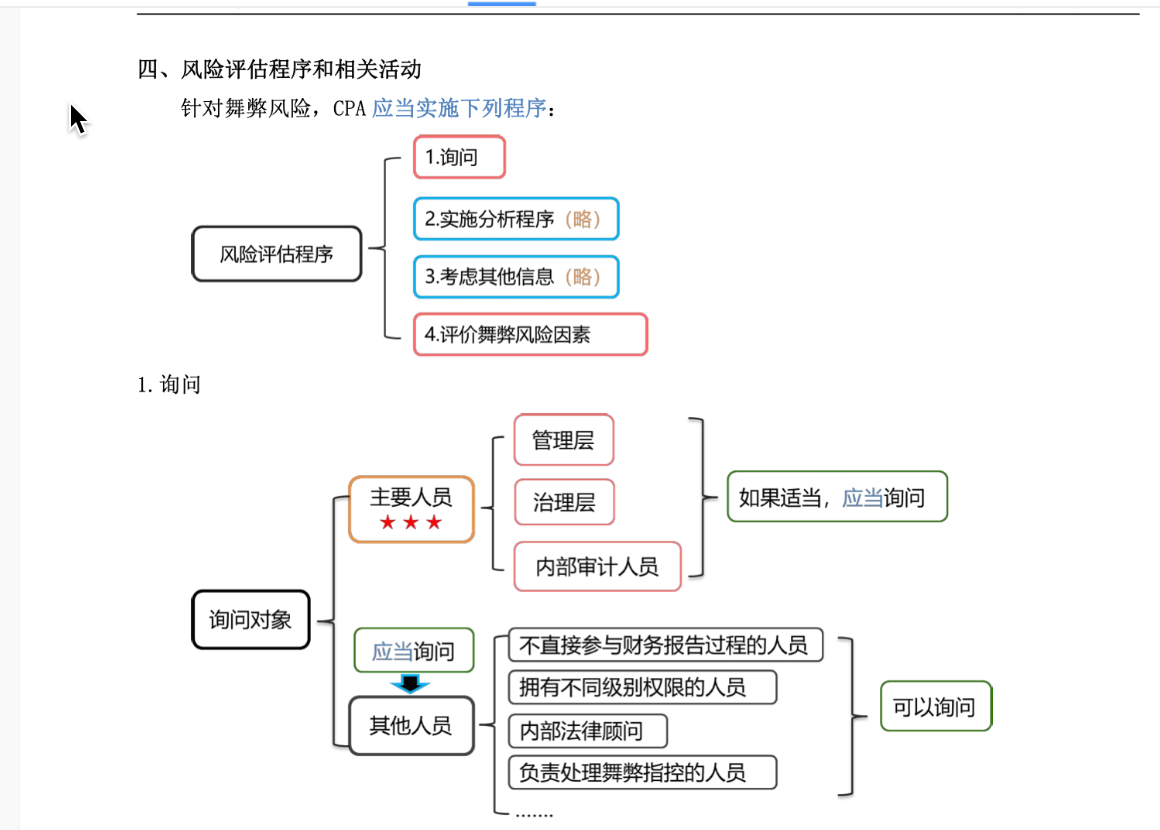 四、风险评估程序和相关活动
针对舞弊风险，CPA 应当实施下列程序：
风险评估程序
1.询问
2.实施分析程序（略）
3.考虑其他信息（略）
4.评价舞弊风险因素
1. 询问
询问对象
主要人员
★★★
管理层
治理层
内部审计人员
如果适当，应当询问
应当询问
其他人员
不直接参与财务报告过程的人员
拥有不同级别权限的人员
内部法律顾问
负责处理舞弊指控的人员
.......
可以询问